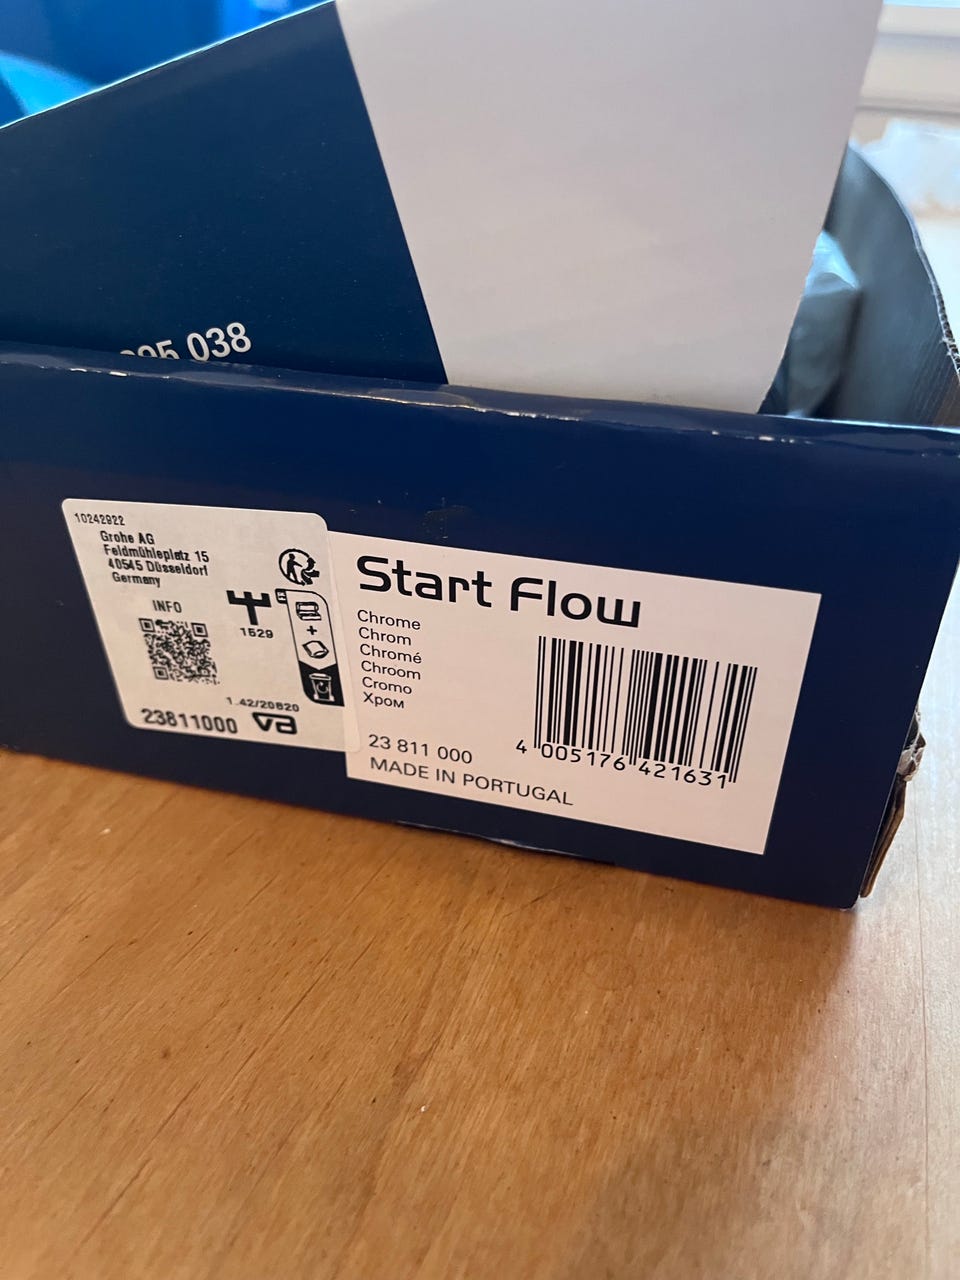 038
10242922
Grohe AG
Feldmühleplatz 15
40545 Düsseldorf
Germany
INFO
1529
1.42/20820
23811000 va
Start Flow
Chrome
Chrom
Chromé
Chroom
Cromo
Хром
23 811 000
MADE IN PORTUGAL
4 005176 421631